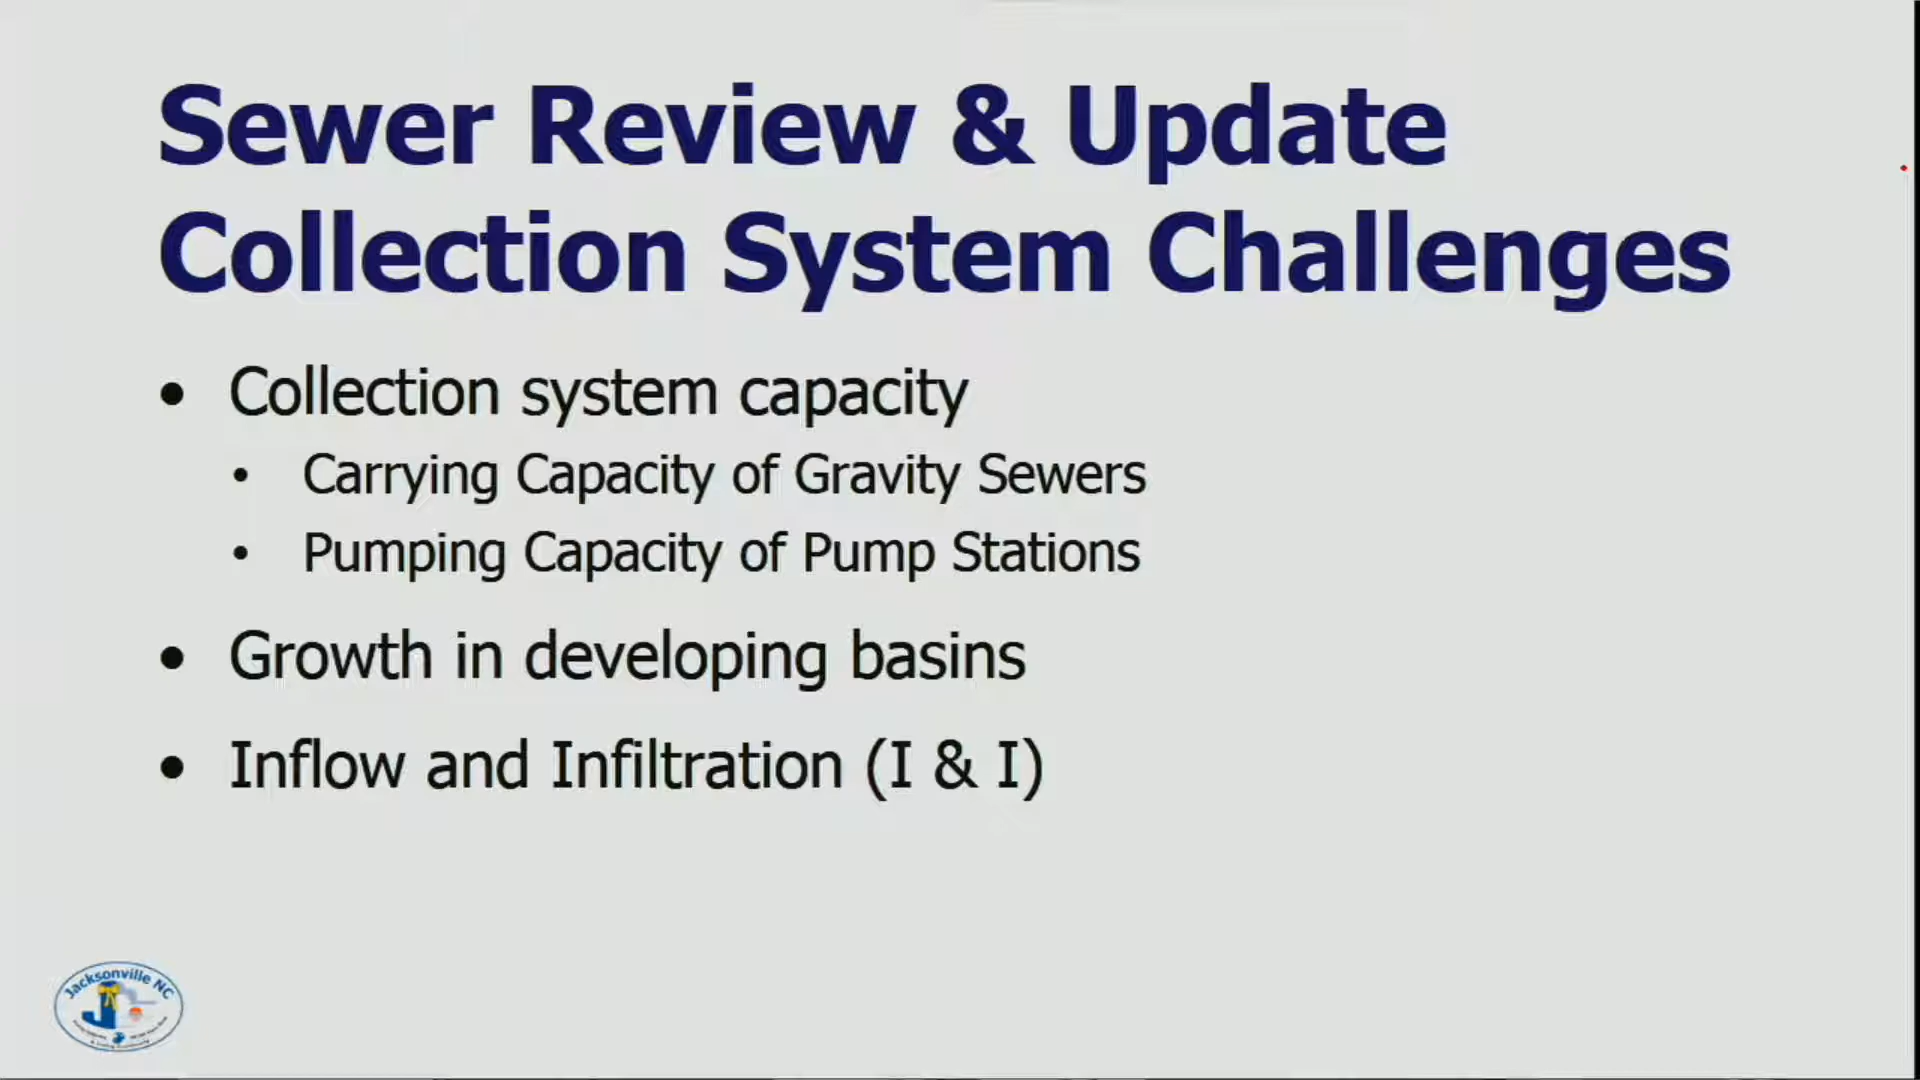 Sewer Review & Update
Collection System Challenges
• Collection system capacity
• Carrying Capacity of Gravity Sewers
• Pumping Capacity of Pump Stations
• Growth in developing basins
• Inflow and Infiltration (I & I)
Jacksonville NC